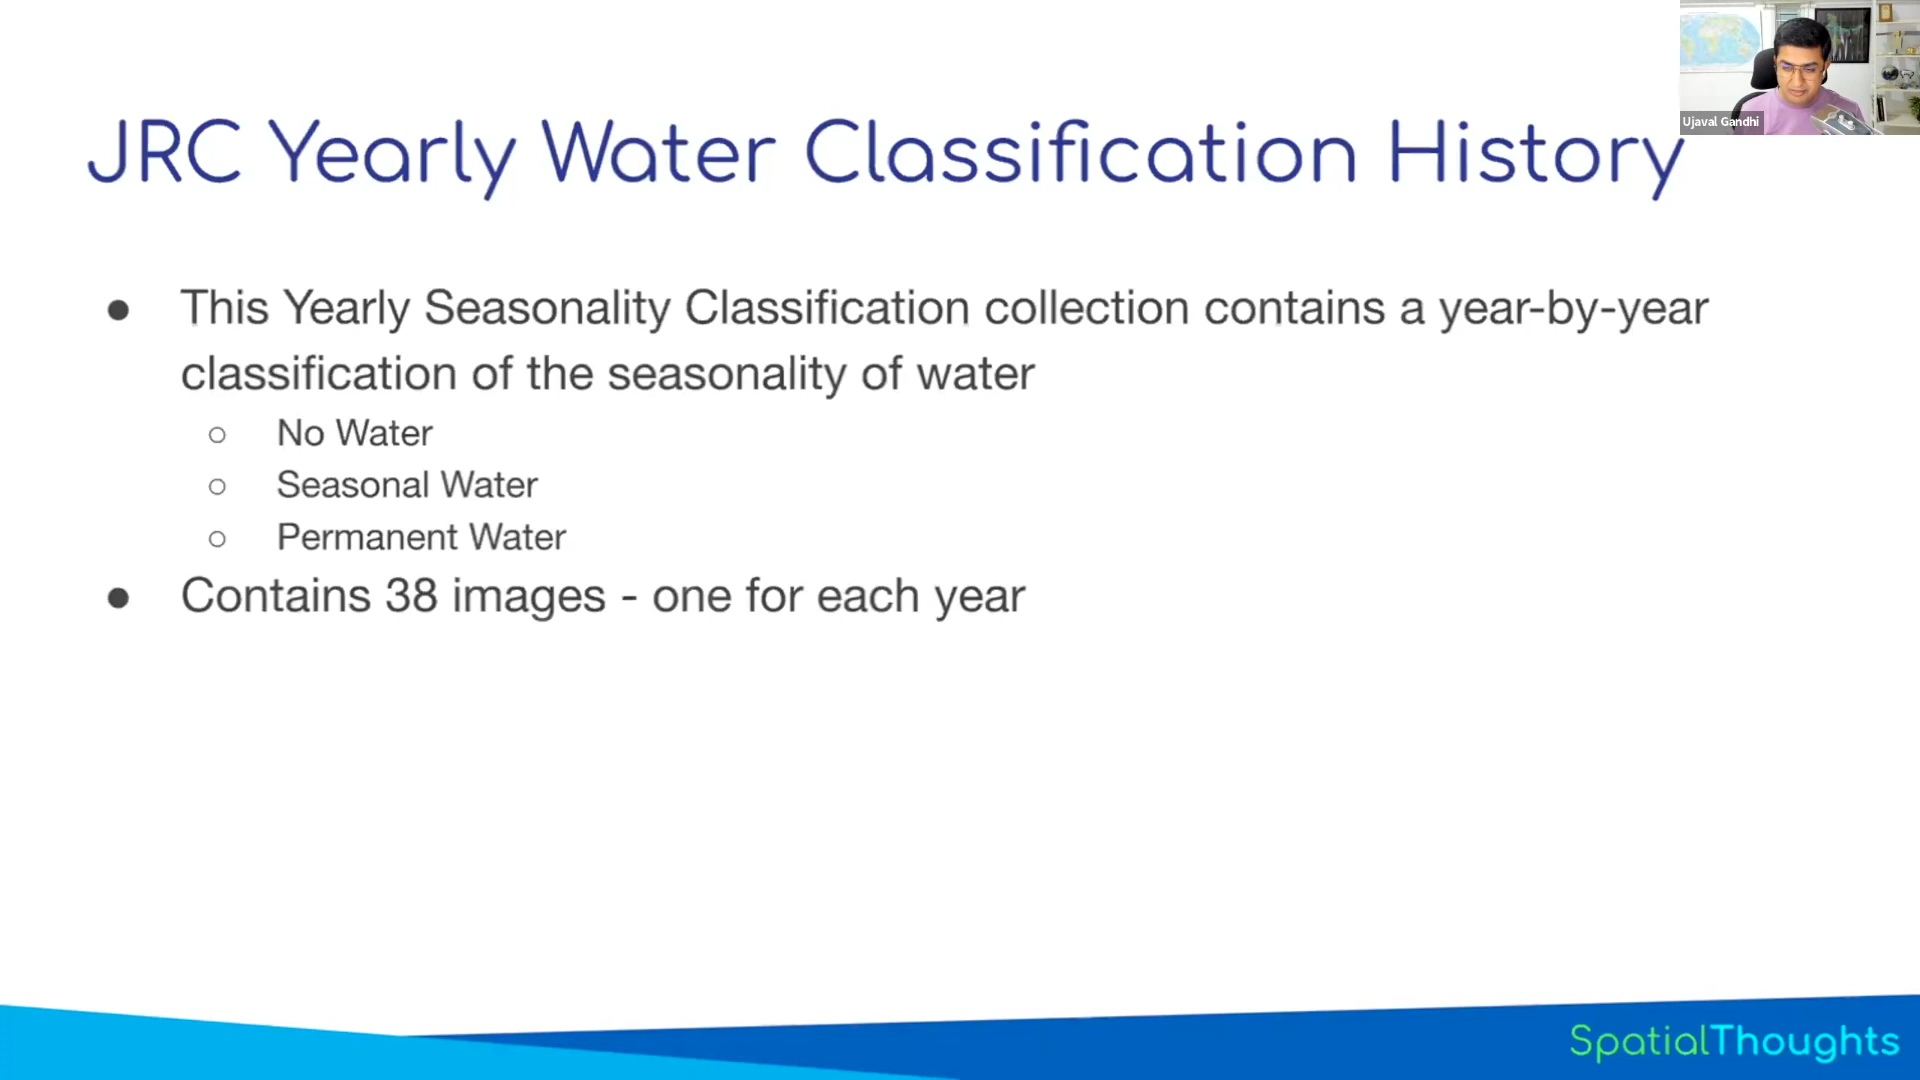 JRC Yearly Water Classification History
Ujaval Gandhi
● This Yearly Seasonality Classification collection contains a year-by-year
classification of the seasonality of water
○ No Water
○ Seasonal Water
○ Permanent Water
● Contains 38 images - one for each year
SpatialThoughts